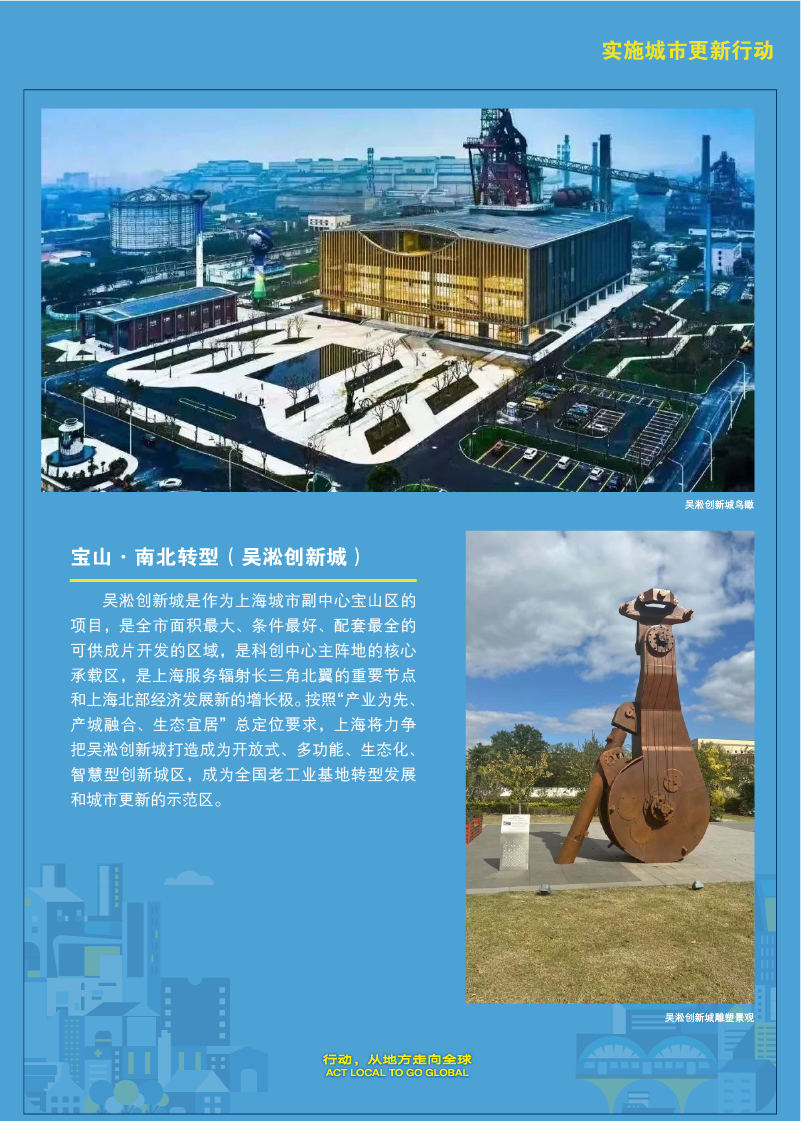 实施城市更新行动
吴淞创新城鸟瞰
宝山·南北转型（吴淞创新城）
吴淞创新城是作为上海城市副中心宝山区的
项目，是全市面积最大、条件最好、配套最全的
可供成片开发的区域，是科创中心主阵地的核心
承载区，是上海服务辐射长三角北翼的重要节点
和上海北部经济发展新的增长极。按照“产业为先、
产城融合、生态宜居”总定位要求，上海将力争
把吴淞创新城打造成为开放式、多功能、生态化、
智慧型创新城区，成为全国老工业基地转型发展
和城市更新的示范区。
吴淞创新城雕塑景观
行动，从地方走向全球
ACT LOCAL TO GO GLOBAL